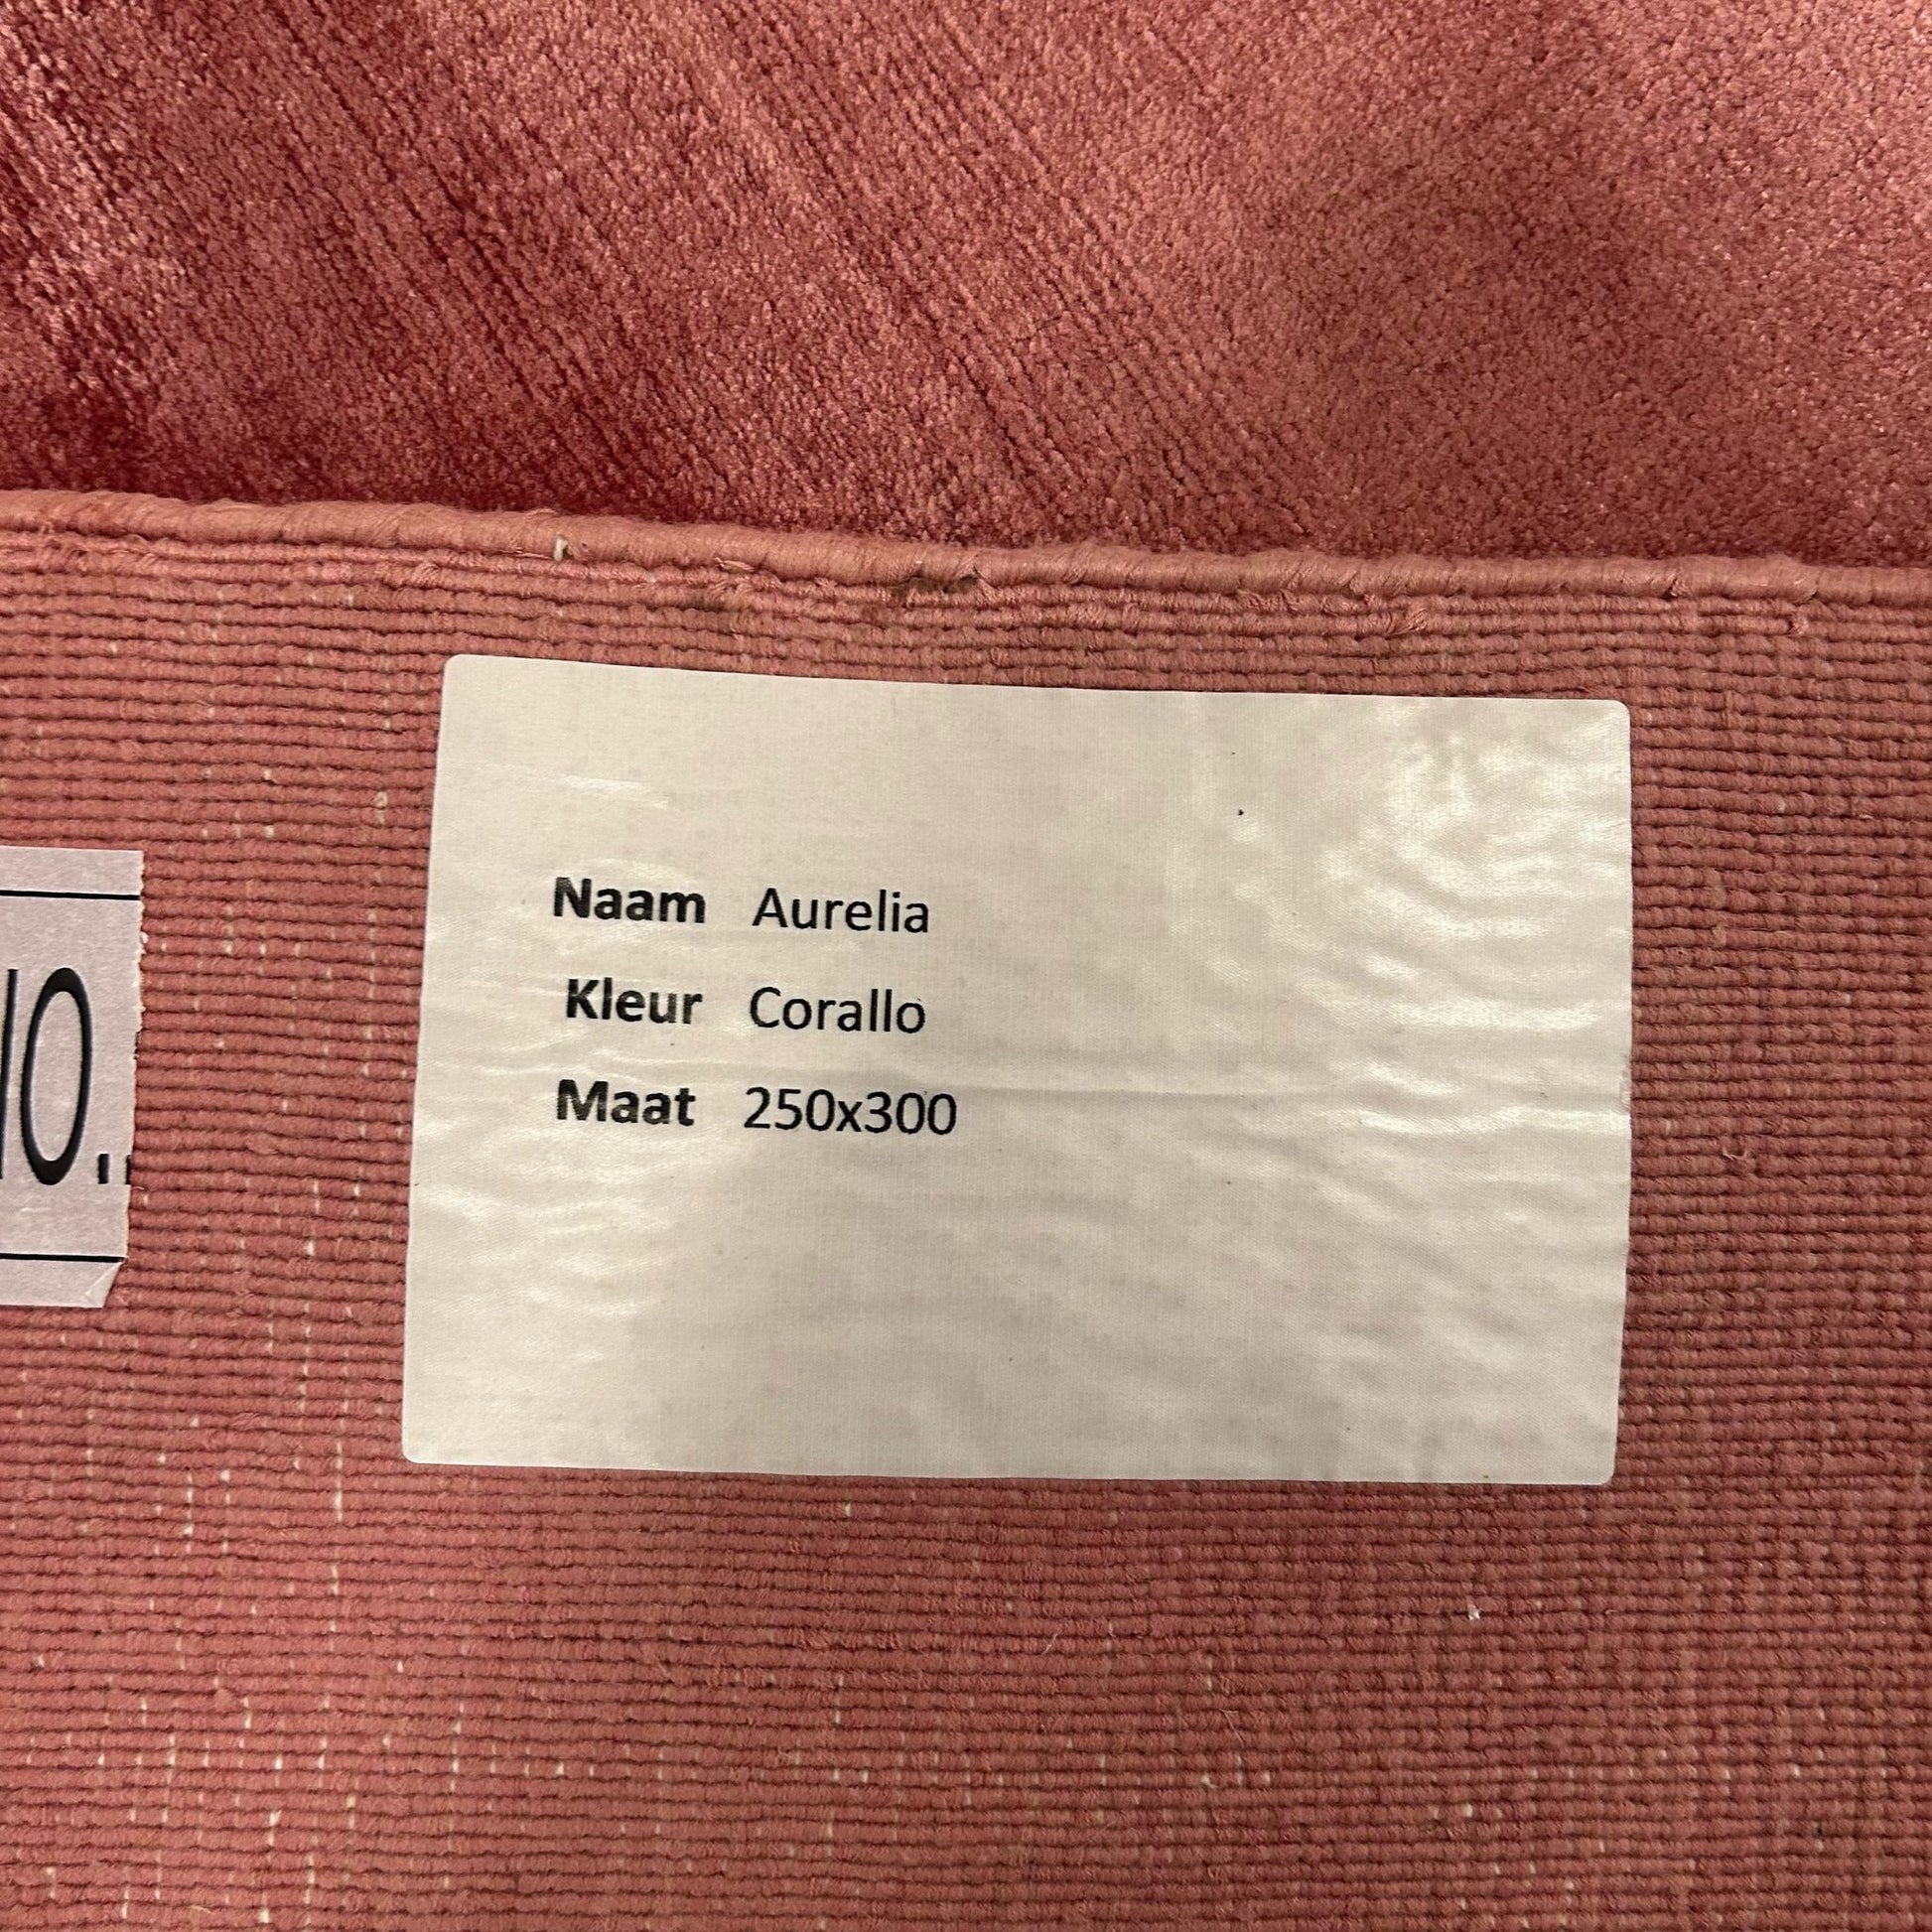 Naam Aurelia
Kleur Corallo
Maat 250x300